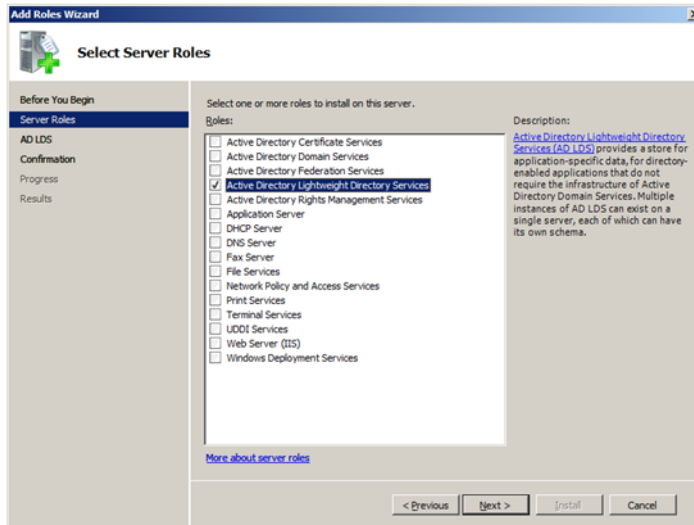 Add Roles Wizard
Select Server Roles
Before You Begin
Server Roles
AD LDS
Confirmation
Progress
Results
Select one or more roles to install on this server.
Roles:
Active Directory Certificate Services
Active Directory Domain Services
Active Directory Federation Services
Active Directory Lightweight Directory Services
Active Directory Rights Management Services
Application Server
DHCP Server
DNS Server
Fax Server
File Services
Network Policy and Access Services
Print Services
Terminal Services
UDDI Services
Web Server (IIS)
Windows Deployment Services
More about server roles
Description:
Active Directory Lightweight Directory
Services (AD LDS) provides a store for
application-specific data, for directory-
enabled applications that do not
require the infrastructure of Active
Directory Domain Services. Multiple
instances of AD LDS can exist on a
single server, each of which can have
its own schema.
< Previous
Next >
Install
Cancel